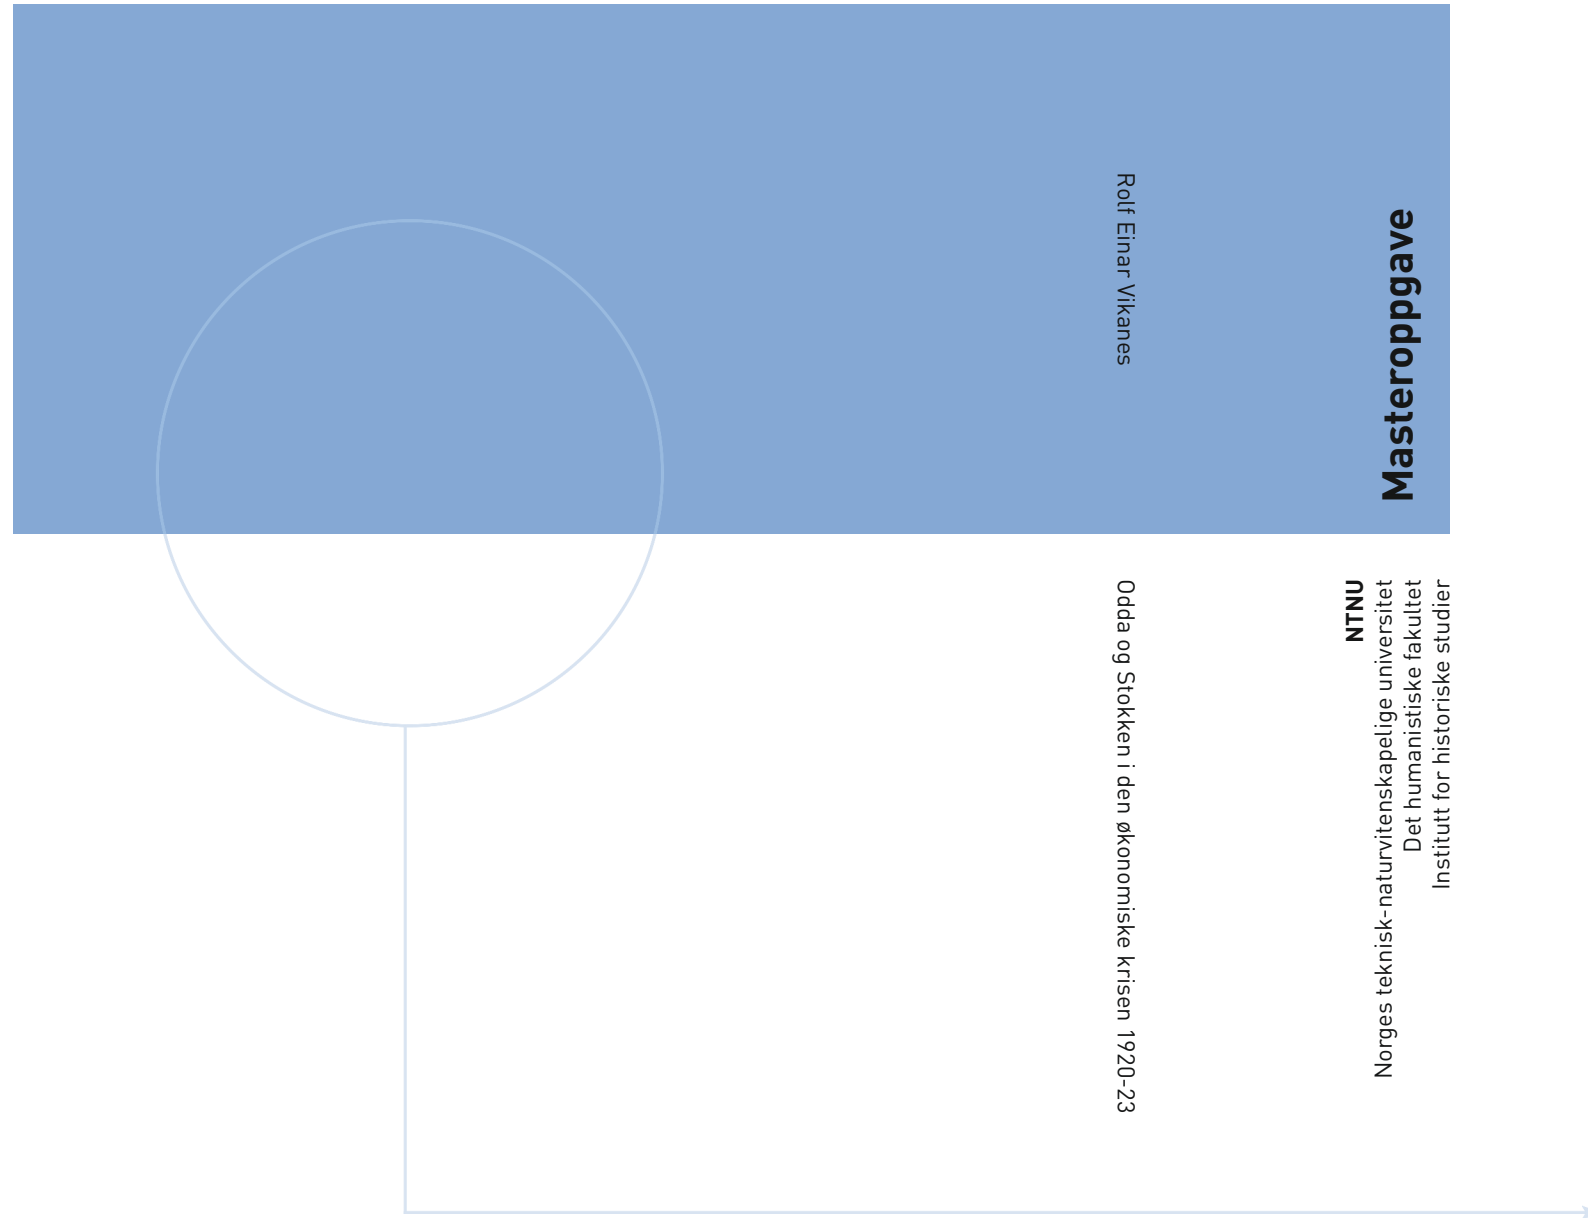 Rolf Einar Vikanes
Odda og Stokken i den økonomiske krisen 1920-23
Masteroppgave
NTNU
Norges teknisk-naturvitenskapelige universitet
Det humanistiske fakultet
Institutt for historiske studier